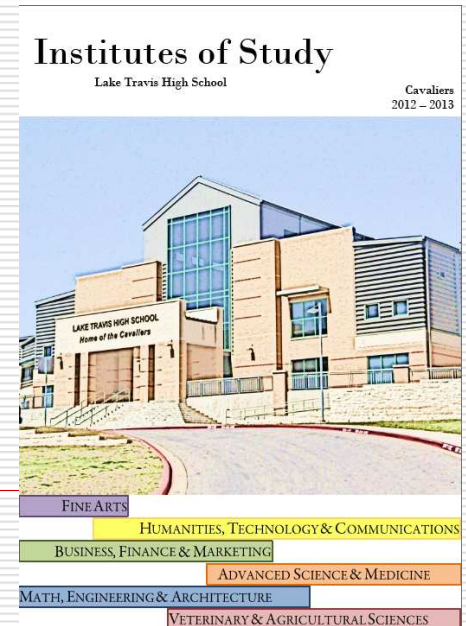 Institutes of Study
Lake Travis High School
Cavaliers
2012 – 2013
LAKE TRAVIS HIGH SCHOOL
Home of the Cavaliers
FINE ARTS
HUMANITIES, TECHNOLOGY & COMMUNICATIONS
BUSINESS, FINANCE & MARKETING
ADVANCED SCIENCE & MEDICINE
MATH, ENGINEERING & ARCHITECTURE
VETERINARY & AGRICULTURAL SCIENCES